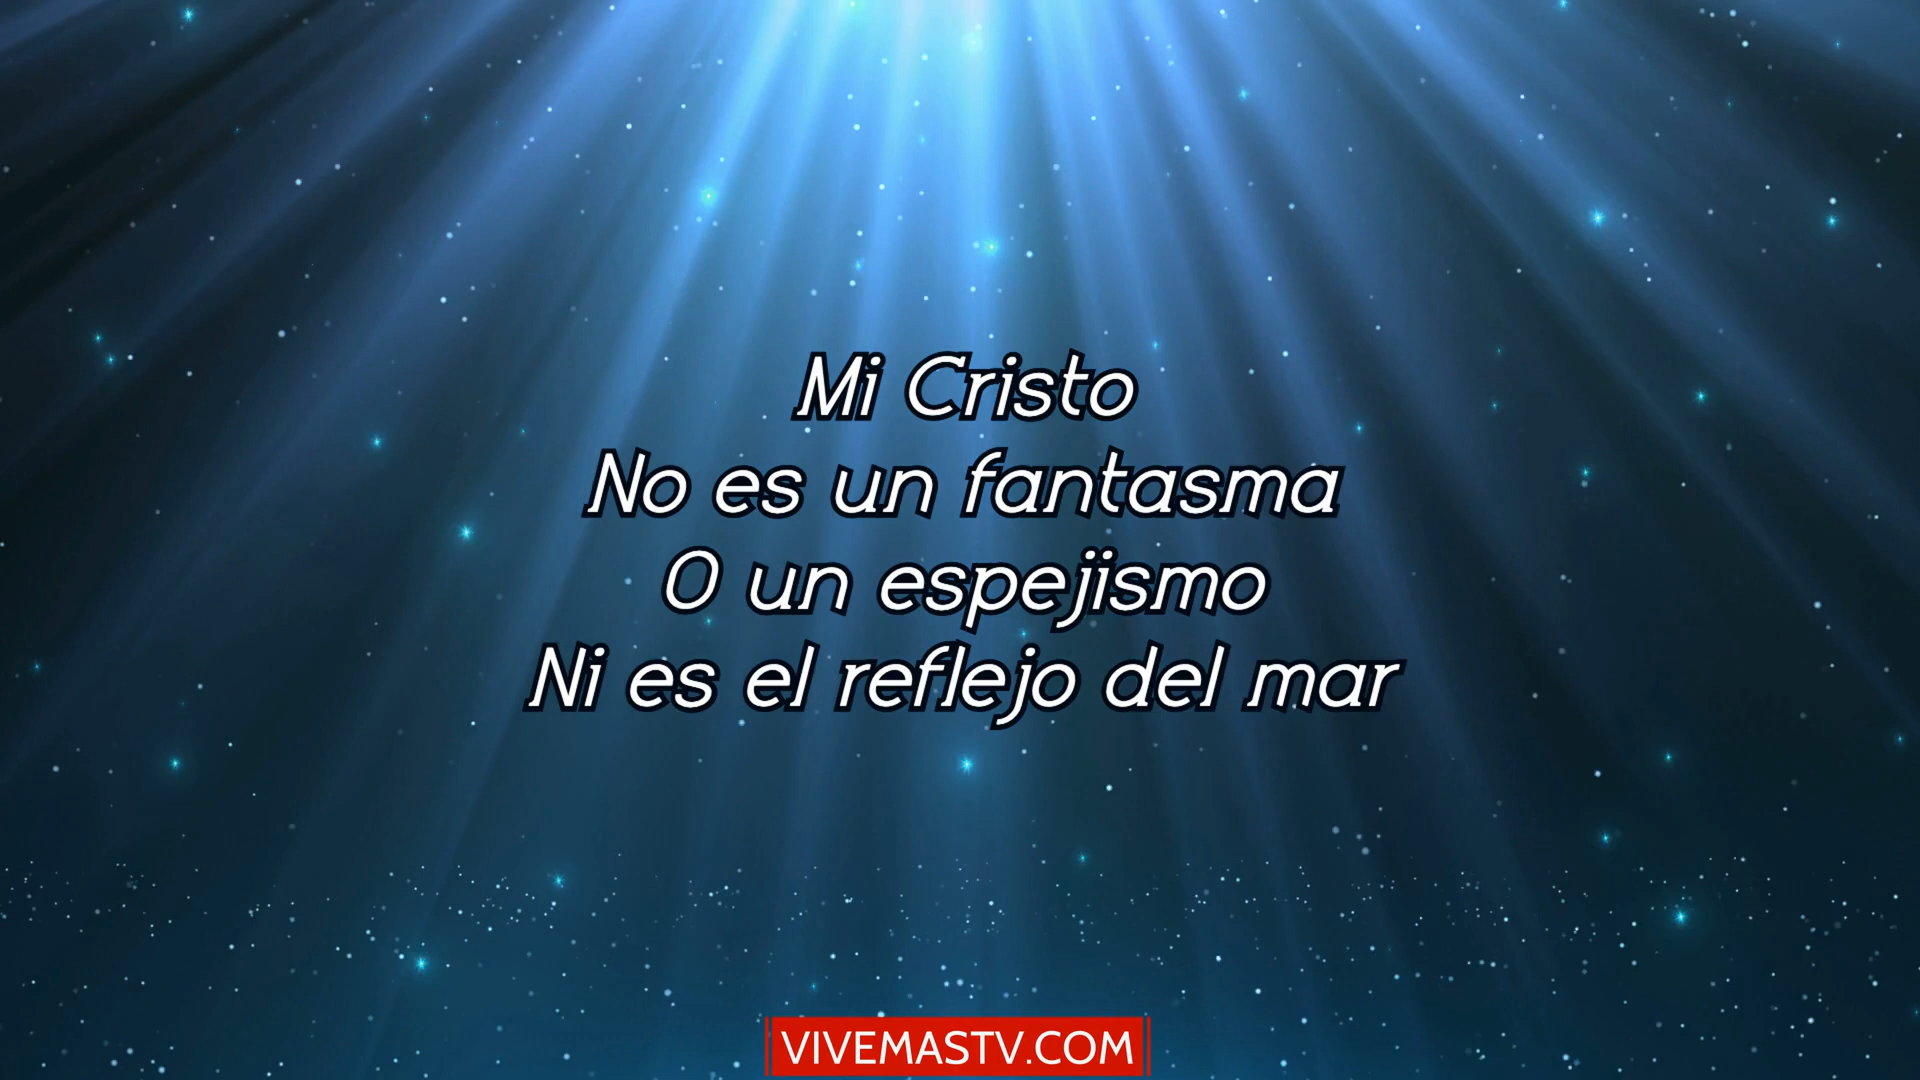 Mi Cristo
No es un fantasma
O un espejismo
Ni es el reflejo del mar
VIVEMASTV.COM